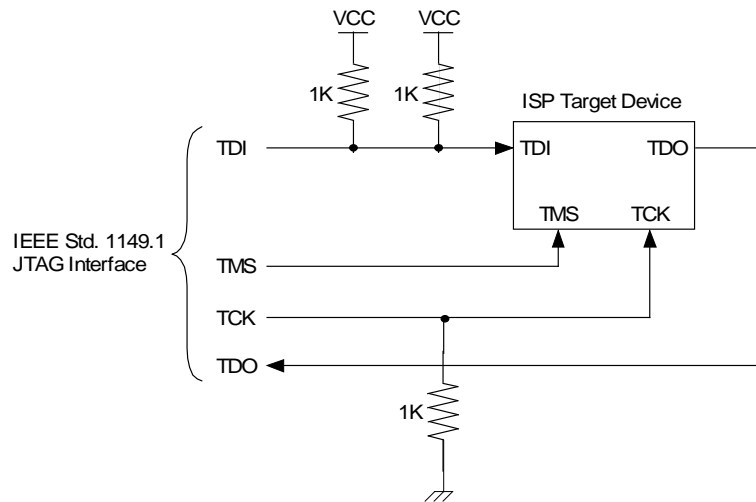 VCC VCC
1K 1K
ISP Target Device
TDI TDI TDO
TMS TCK
IEEE Std. 1149.1
JTAG Interface
TMS
TCK
TDO
1K